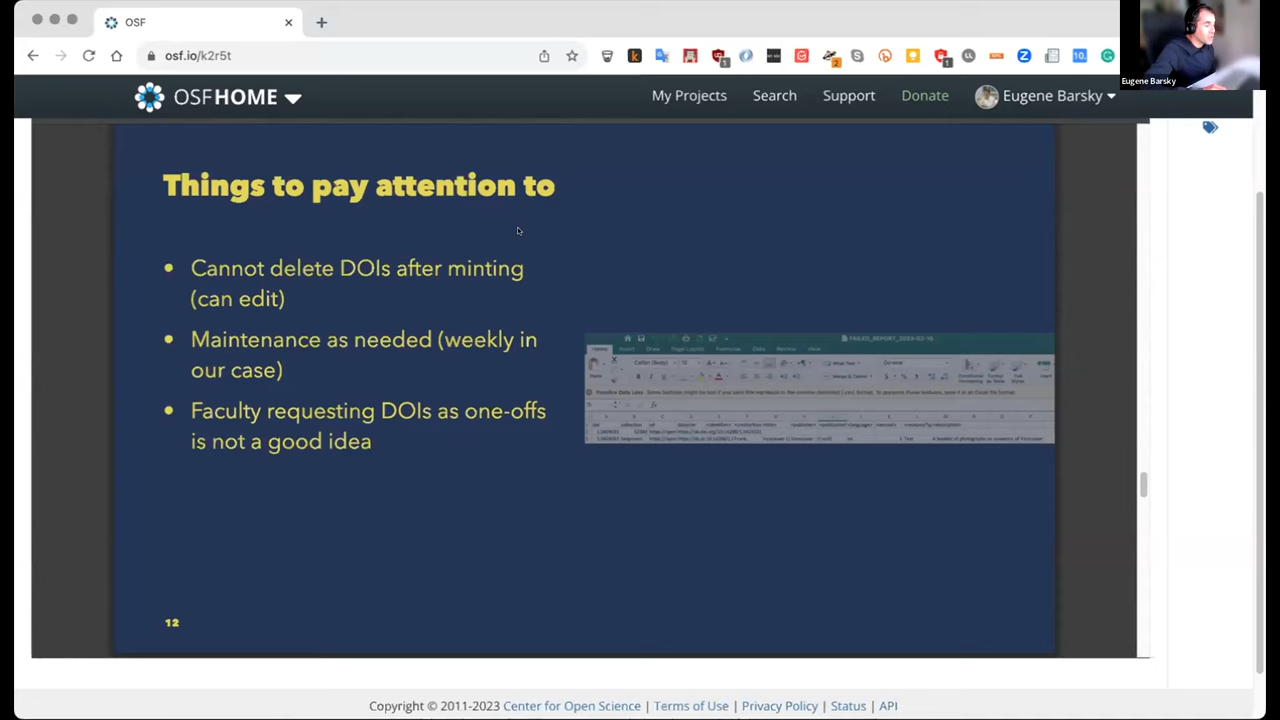 OSF
osf.io/k2r5t
Eugene Barsky
OSFHOME
My Projects
Search
Support
Donate
Eugene Barsky
Things to pay attention to
• Cannot delete DOIs after minting
(can edit)
• Maintenance as needed (weekly in
our case)
• Faculty requesting DOIs as one-offs
is not a good idea
12
Copyright © 2011-2023 Center for Open Science | Terms of Use | Privacy Policy | Status | API